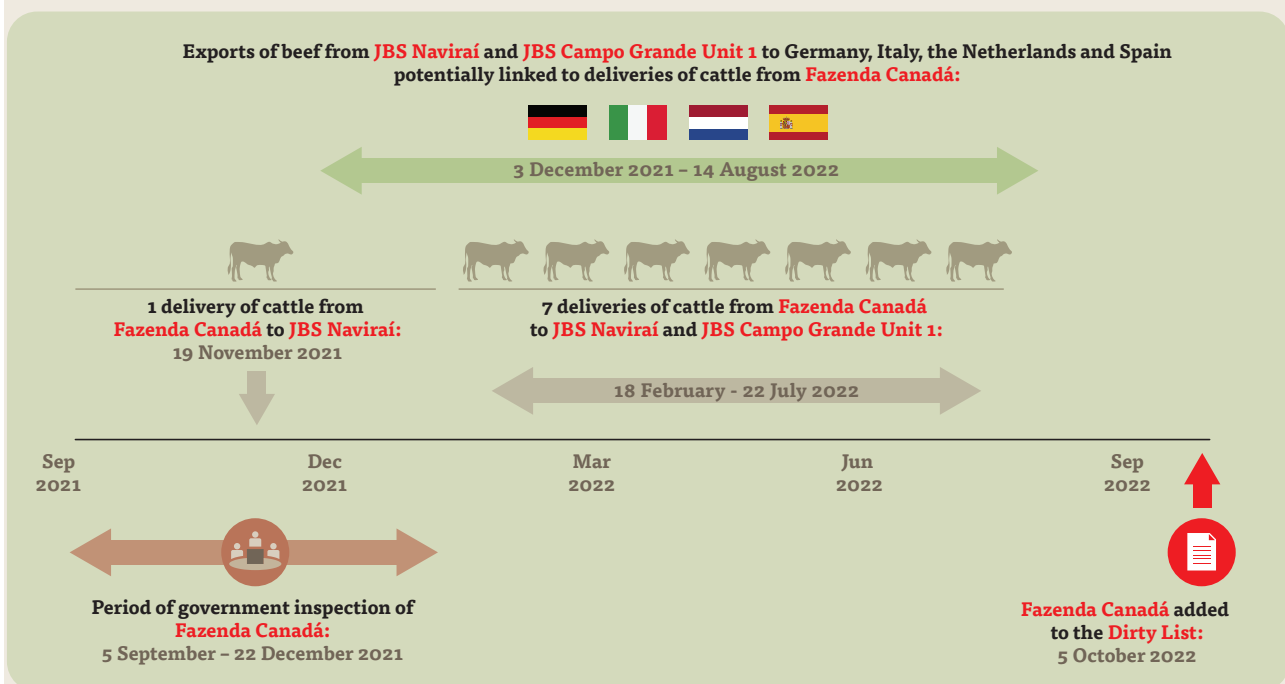 Exports of beef from JBS Naviraí and JBS Campo Grande Unit 1 to Germany, Italy, the Netherlands and Spain
potentially linked to deliveries of cattle from Fazenda Canadá:
3 December 2021 – 14 August 2022
1 delivery of cattle from
Fazenda Canadá to JBS Naviraí:
19 November 2021
7 deliveries of cattle from Fazenda Canadá
to JBS Naviraí and JBS Campo Grande Unit 1:
18 February - 22 July 2022
Sep
2021
Dec
2021
Mar
2022
Jun
2022
Sep
2022
Period of government inspection of
Fazenda Canadá:
5 September – 22 December 2021
Fazenda Canadá added
to the Dirty List:
5 October 2022